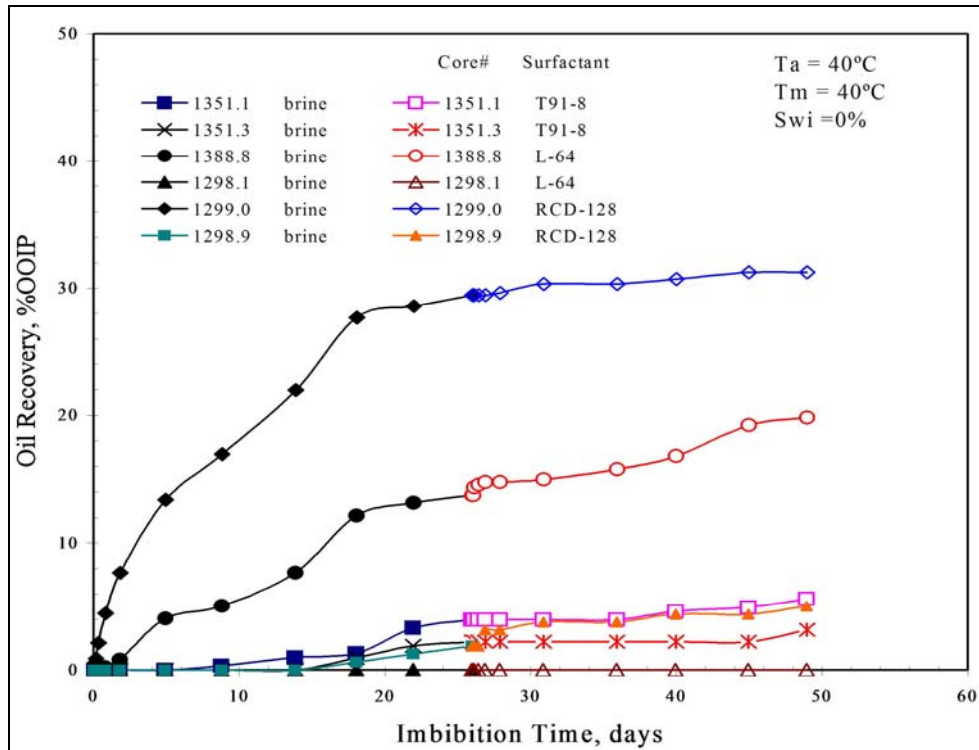 50
Core# Surfactant
Ta = 40ºC
Tm = 40ºC
Swi =0%
1351.1 brine 1351.1 T91-8
1351.3 brine 1351.3 T91-8
1388.8 brine 1388.8 L-64
1298.1 brine 1298.1 L-64
1299.0 brine 1299.0 RCD-128
1298.9 brine 1298.9 RCD-128
40
30
20
10
0
Oil Recovery, %OOIP
0 10 20 30 40 50 60
Imbibition Time, days